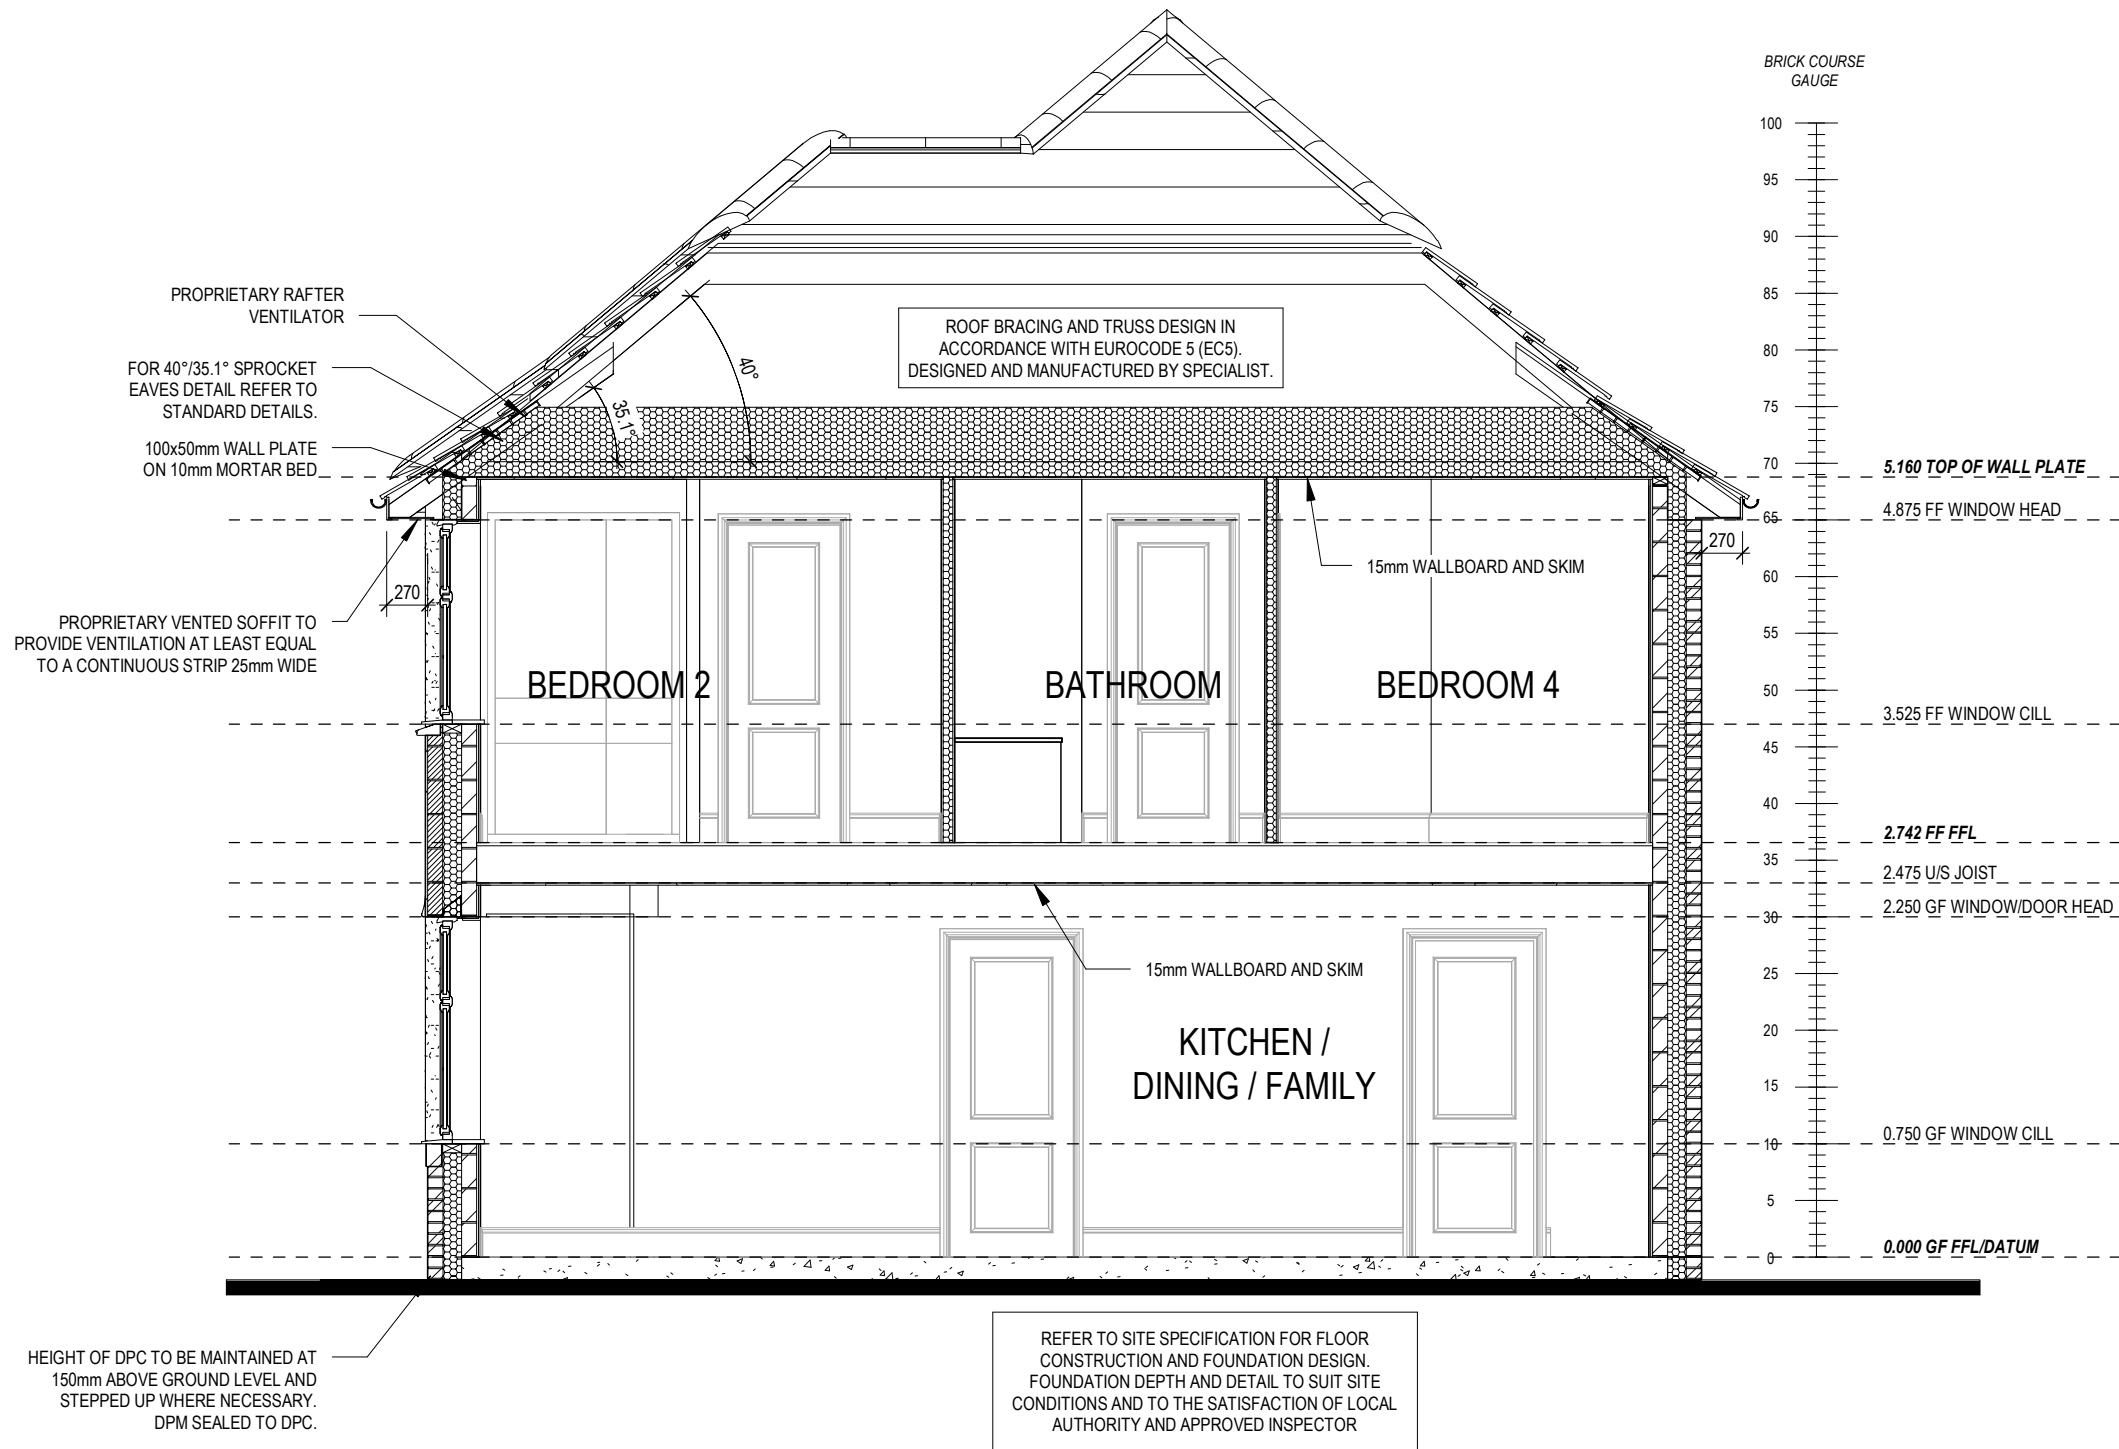 BRICK COURSE
GAUGE
100
95
90
85
80
75
70
65
60
55
50
45
40
35
30
25
20
15
10
5
0
PROPRIETARY RAFTER
VENTILATOR
FOR 40°/35.1° SPROCKET
EAVES DETAIL REFER TO
STANDARD DETAILS.
100x50mm WALL PLATE
ON 10mm MORTAR BED
ROOF BRACING AND TRUSS DESIGN IN
ACCORDANCE WITH EUROCODE 5 (EC5).
DESIGNED AND MANUFACTURED BY SPECIALIST.
40°
35.1°
5.160 TOP OF WALL PLATE
4.875 FF WINDOW HEAD
270
270
15mm WALLBOARD AND SKIM
PROPRIETARY VENTED SOFFIT TO
PROVIDE VENTILATION AT LEAST EQUAL
TO A CONTINUOUS STRIP 25mm WIDE
BEDROOM 2
BATHROOM
BEDROOM 4
3.525 FF WINDOW CILL
2.742 FF FFL
2.475 U/S JOIST
2.250 GF WINDOW/DOOR HEAD
15mm WALLBOARD AND SKIM
KITCHEN /
DINING / FAMILY
0.750 GF WINDOW CILL
0.000 GF FFL/DATUM
HEIGHT OF DPC TO BE MAINTAINED AT
150mm ABOVE GROUND LEVEL AND
STEPPED UP WHERE NECESSARY.
DPM SEALED TO DPC.
REFER TO SITE SPECIFICATION FOR FLOOR
CONSTRUCTION AND FOUNDATION DESIGN.
FOUNDATION DEPTH AND DETAIL TO SUIT SITE
CONDITIONS AND TO THE SATISFACTION OF LOCAL
AUTHORITY AND APPROVED INSPECTOR